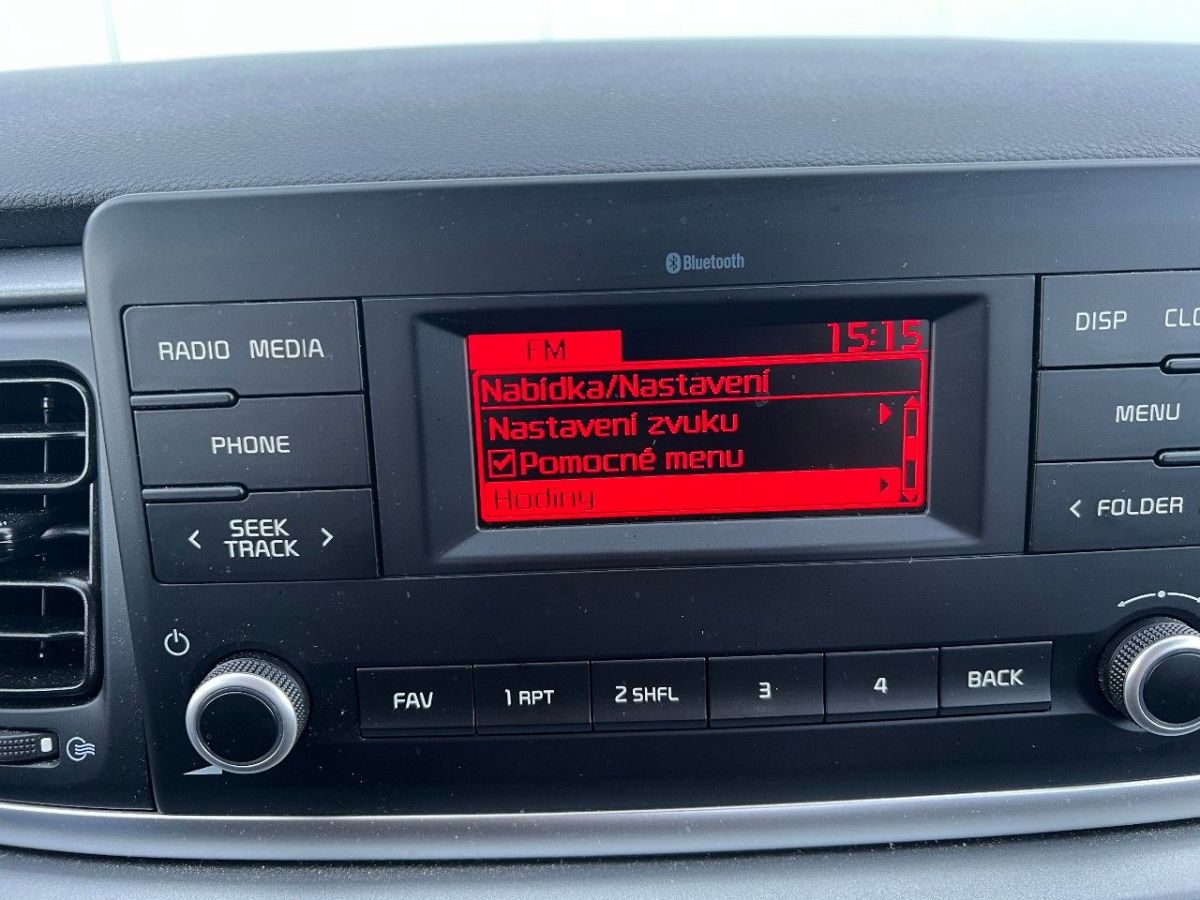 Bluetooth
RADIO MEDIA
PHONE
< SEEK >
TRACK
FM 15:15
Nabídka/Nastavení
Nastavení zvuku
Pomocné menu
Hodiny
DISP
MENU
< FOLDER
FAV 1 RPT 2 SHFL 3 4 BACK